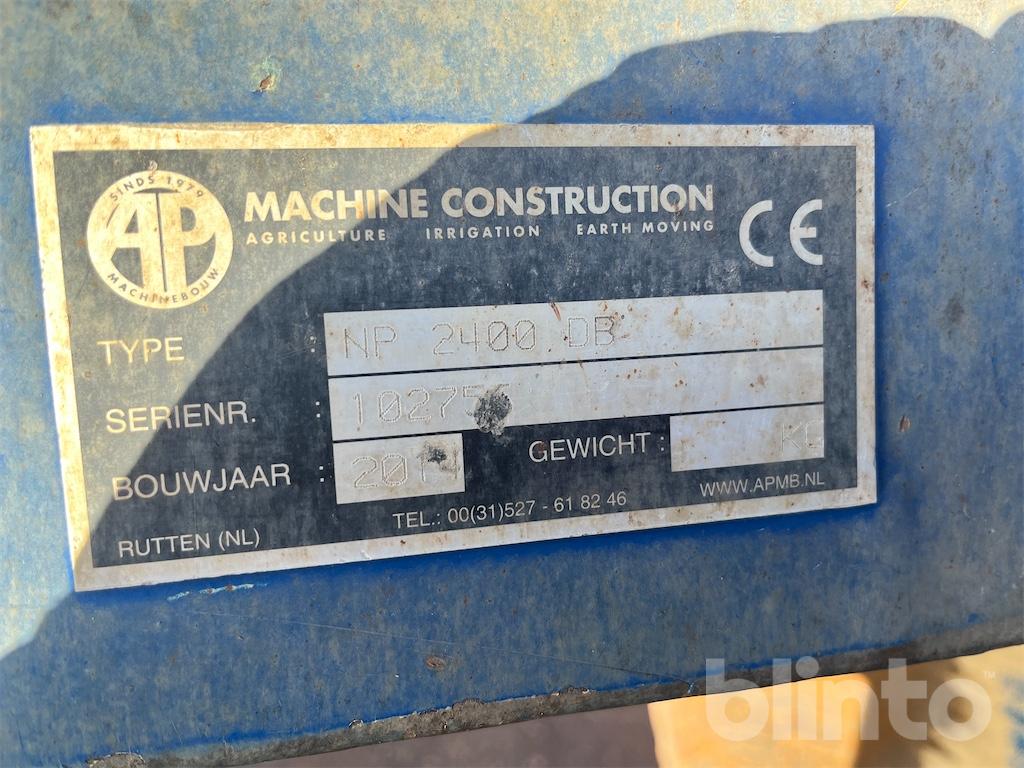 SINDS 1979
AP
MACHINEBOUW
MACHINE CONSTRUCTION
AGRICULTURE IRRIGATION EARTH MOVING
CE
TYPE : NP 2400 DB
SERIENR. :
BOUWJAAR :
GEWICHT : KG
TEL.: 00(31)527 - 61 82 46
WWW.APMB.NL
RUTTEN (NL)
blinto™